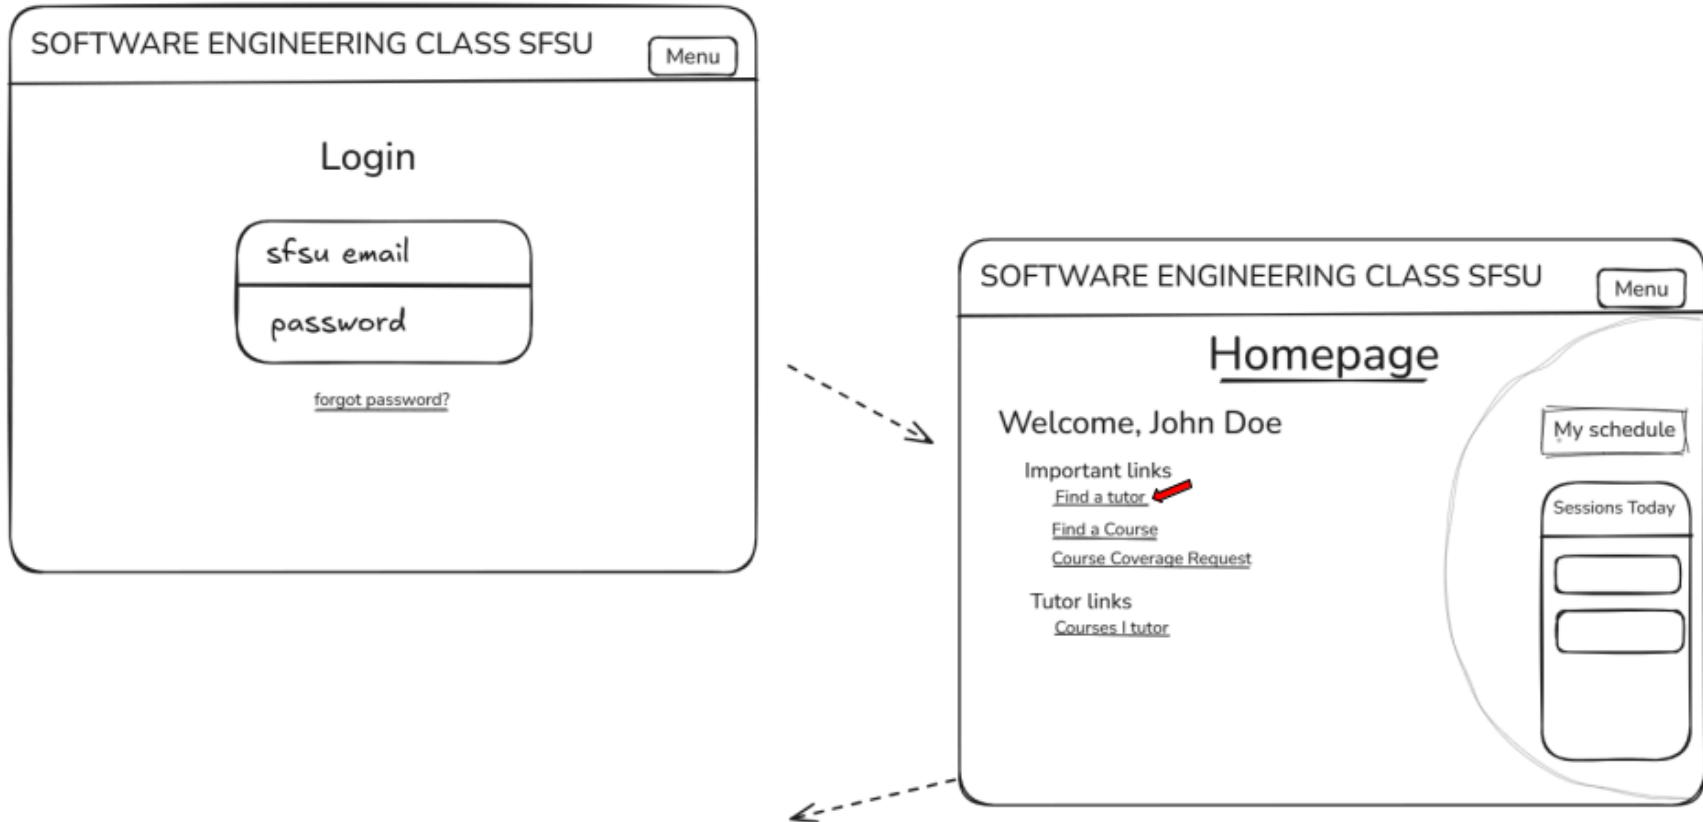 SOFTWARE ENGINEERING CLASS SFSU
Menu
Login
sfsu email
password
forgot password?
SOFTWARE ENGINEERING CLASS SFSU
Menu
Homepage
Welcome, John Doe
Important links
Find a tutor
Find a Course
Course Coverage Request
Tutor links
Courses I tutor
My schedule
Sessions Today